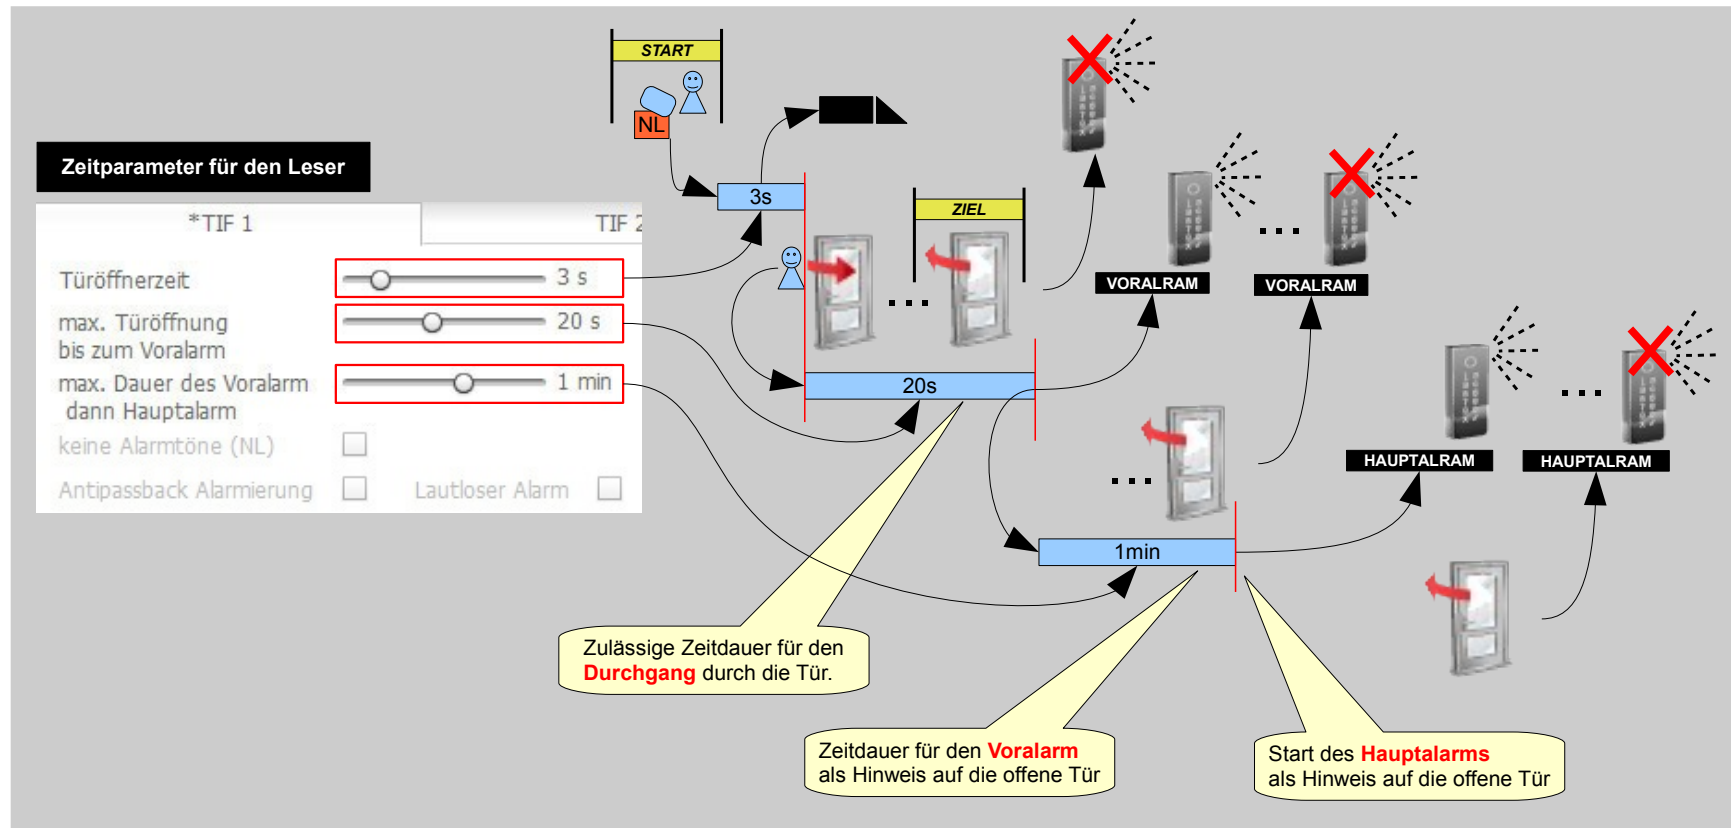 START
NL
Zeitparameter für den Leser
*TIF 1
TIF 2
Türöffnerzeit
3 s
max. Türöffnung
bis zum Voralarm
20 s
max. Dauer des Voralarm
dann Hauptalarm
1 min
keine Alarmtöne (NL)
Antipassback Alarmierung
Lautloser Alarm
3s
ZIEL
20s
1min
VORALRAM
VORALRAM
HAUPTALRAM
HAUPTALRAM
Zulässige Zeitdauer für den
Durchgang durch die Tür.
Zeitdauer für den Voralarm
als Hinweis auf die offene Tür
Start des Hauptalarms
als Hinweis auf die offene Tür